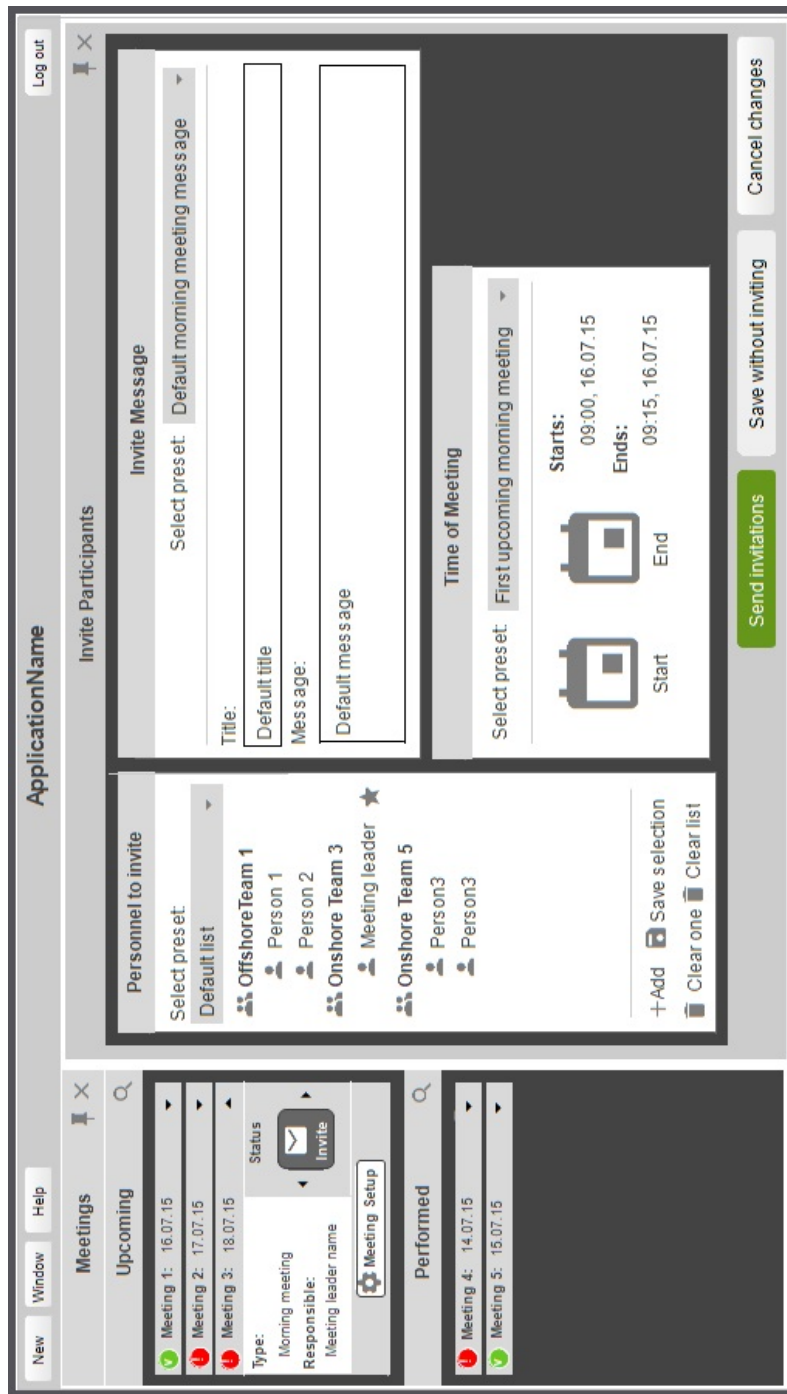 ApplicationName
New
Window
Help
Log out
Meetings
Upcoming
Meeting 1: 16.07.15
Meeting 2: 17.07.15
Meeting 3: 18.07.15
Type:
Morning meeting
Responsible:
Meeting leader name
Status
Invite
Meeting Setup
Performed
Meeting 4: 14.07.15
Meeting 5: 15.07.15
Invite Participants
Personnel to invite
Select preset:
Default list
OffshoreTeam 1
Person 1
Person 2
Onshore Team 3
Meeting leader
Onshore Team 5
Person3
Person3
+Add Save selection
Clear one Clear list
Invite Message
Select preset: Default morning meeting message
Title:
Default title
Message:
Default message
Time of Meeting
Select preset: First upcoming morning meeting
Start
End
Starts:
09:00, 16.07.15
Ends:
09:15, 16.07.15
Send invitations
Save without inviting
Cancel changes